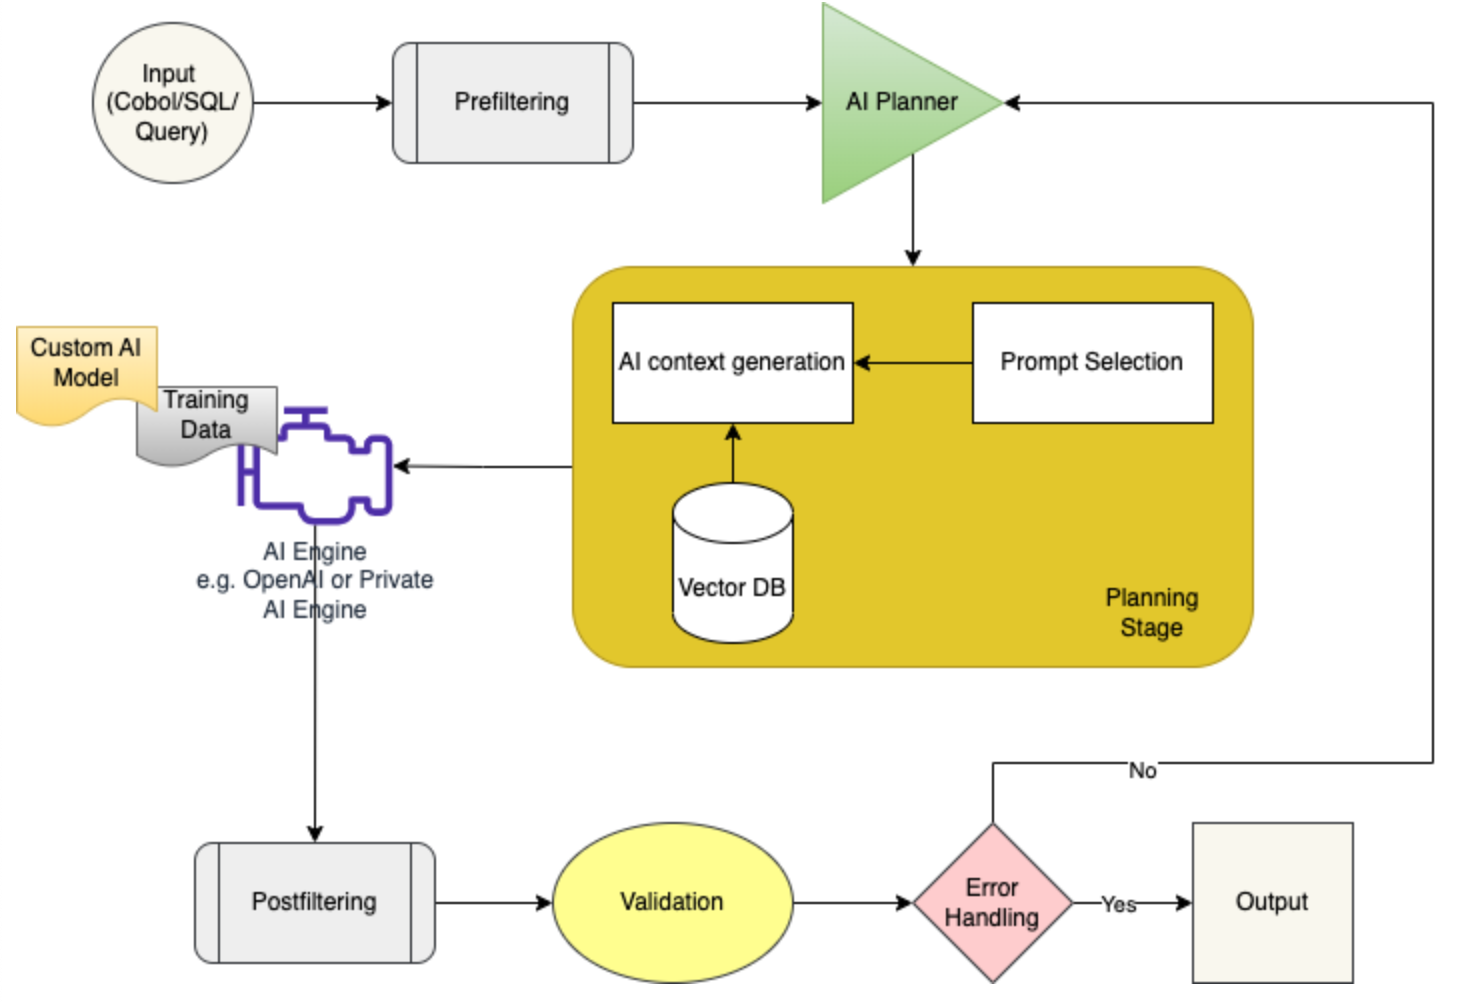 Input
(Cobol/SQL/
Query)
Prefiltering
AI Planner
AI context generation
Prompt Selection
Custom AI
Model
Training
Data
AI Engine
e.g. OpenAI or Private
AI Engine
Vector DB
Planning
Stage
No
Postfiltering
Validation
Error
Handling
Yes
Output